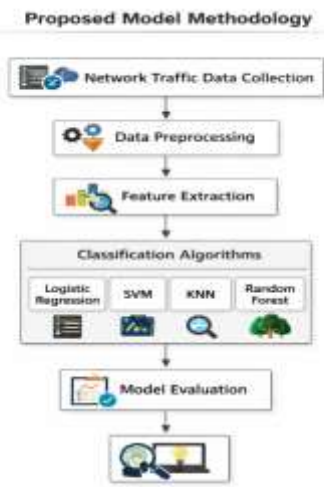 Proposed Model Methodology
Network Traffic Data Collection
Data Preprocessing
Feature Extraction
Classification Algorithms
Logistic
Regression
SVM
KNN
Random
Forest
Model Evaluation